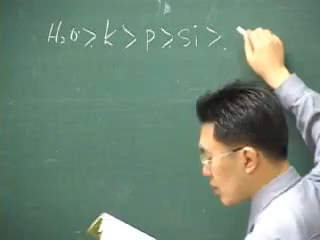 H₂O ≥ k > p ≥ si ≥